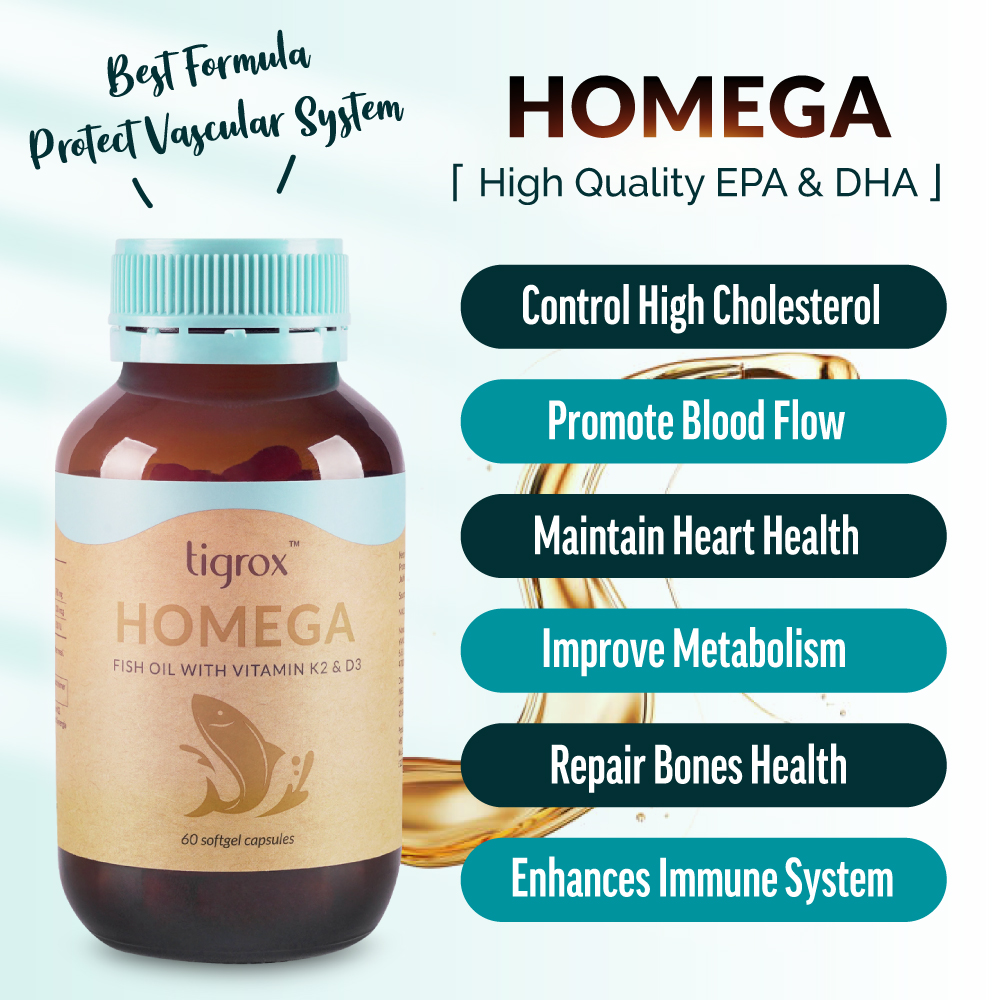 Best Formula
Protect Vascular System
HOMEGA
⌈ High Quality EPA & DHA ⌋
Control High Cholesterol
Promote Blood Flow
Maintain Heart Health
Improve Metabolism
Repair Bones Health
Enhances Immune System
tigrox™
HOMEGA
FISH OIL WITH VITAMIN K2 & D3
60 softgel capsules